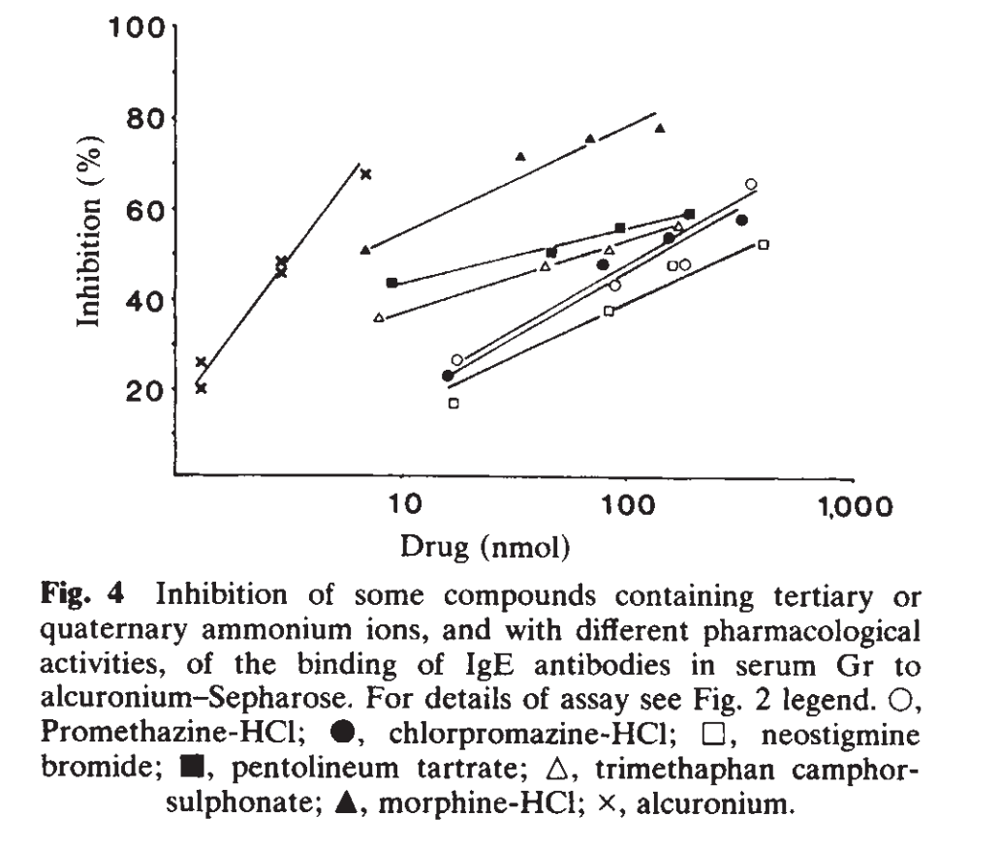 100
80
60
40
20
Inhibition (%)
10
100
1,000
Drug (nmol)
Fig. 4 Inhibition of some compounds containing tertiary or
quaternary ammonium ions, and with different pharmacological
activities, of the binding of IgE antibodies in serum Gr to
alcuronium–Sepharose. For details of assay see Fig. 2 legend. ○,
Promethazine-HCl; ●, chlorpromazine-HCl; □, neostigmine
bromide; ■, pentolineum tartrate; △, trimethaphan camphor-
sulphonate; ▲, morphine-HCl; ×, alcuronium.